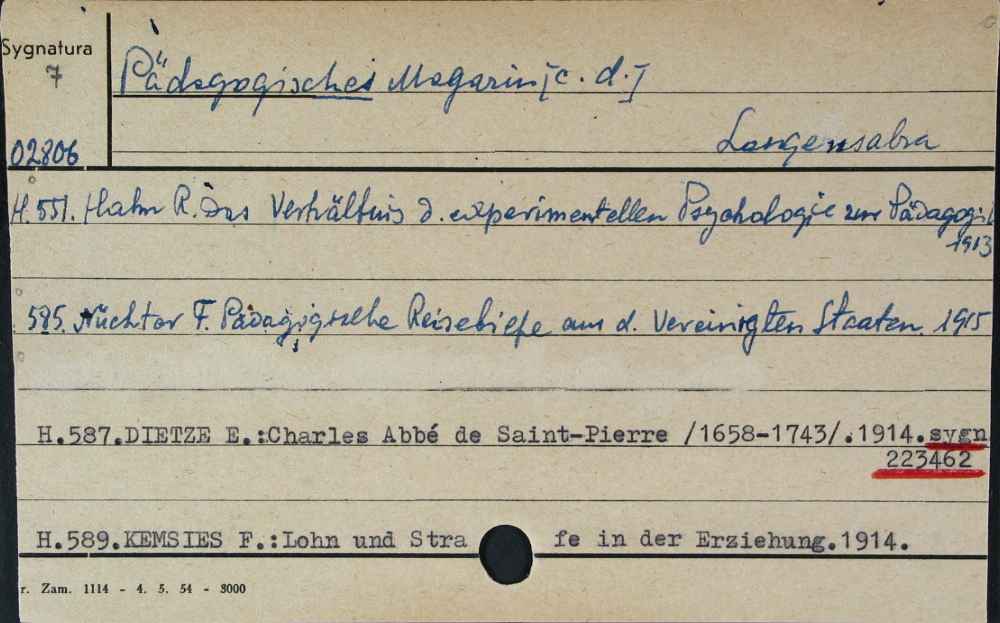 Sygnatura
7
Pädagogisches Magazin [c. d.]
Langensalza
02806
H. 551. Hahn R. Das Verhältnis d. experimentellen Psychologie zur Pädagogik
1913
585. Nüchter F. Pädagogische Reisebriefe aus d. Vereinigten Staaten. 1915
H.587.DIETZE E.:Charles Abbé de Saint-Pierre /1658-1743/.1914.sygn
223462
H.589.KEMSIES F.:Lohn und Stra fe in der Erziehung.1914.
r. Zam. 1114 - 4. 5. 54 - 3000